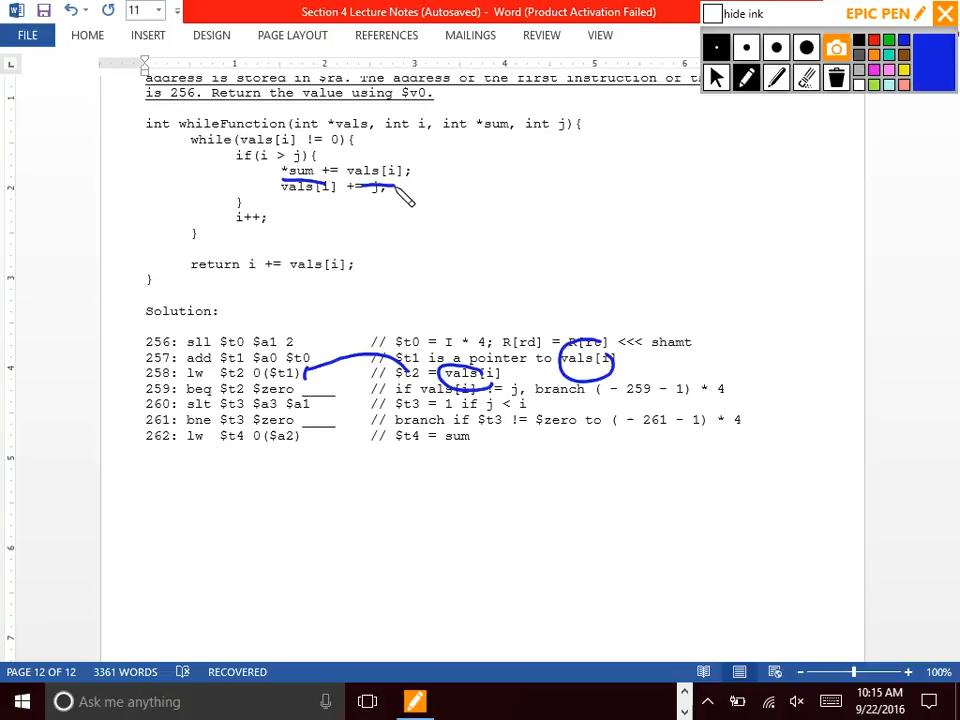 11
Section 4 Lecture Notes (Autosaved) - Word (Product Activation Failed)
hide ink
EPIC PEN
FILE HOME INSERT DESIGN PAGE LAYOUT REFERENCES MAILINGS REVIEW VIEW
1 2 3 4 5 6
address is stored in $ra. The address of the first instruction of
is 256. Return the value using $v0.
int whileFunction(int *vals, int i, int *sum, int j){
while(vals[i] != 0){
if(i > j){
*sum += vals[i];
vals[i] += j;
}
i++;
}
return i += vals[i];
}
Solution:
256: sll $t0 $a1 2 // $t0 = I * 4; R[rd] = R[rt] <<< shamt
257: add $t1 $a0 $t0 // $t1 is a pointer to vals[i]
258: lw $t2 0($t1) // $t2 = vals[i]
259: beq $t2 $zero ____ // if vals[i] != j, branch ( - 259 - 1) * 4
260: slt $t3 $a3 $a1 // $t3 = 1 if j < i
261: bne $t3 $zero ____ // branch if $t3 != $zero to ( - 261 - 1) * 4
262: lw $t4 0($a2) // $t4 = sum
PAGE 12 OF 12 3361 WORDS RECOVERED 100%
Ask me anything
10:15 AM
9/22/2016